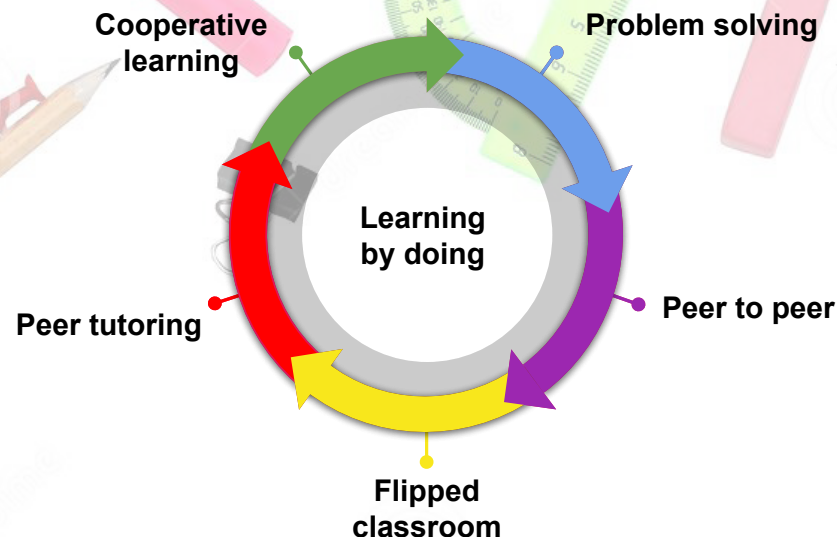 Cooperative
learning
Problem solving
Learning
by doing
Peer tutoring
Peer to peer
Flipped
classroom